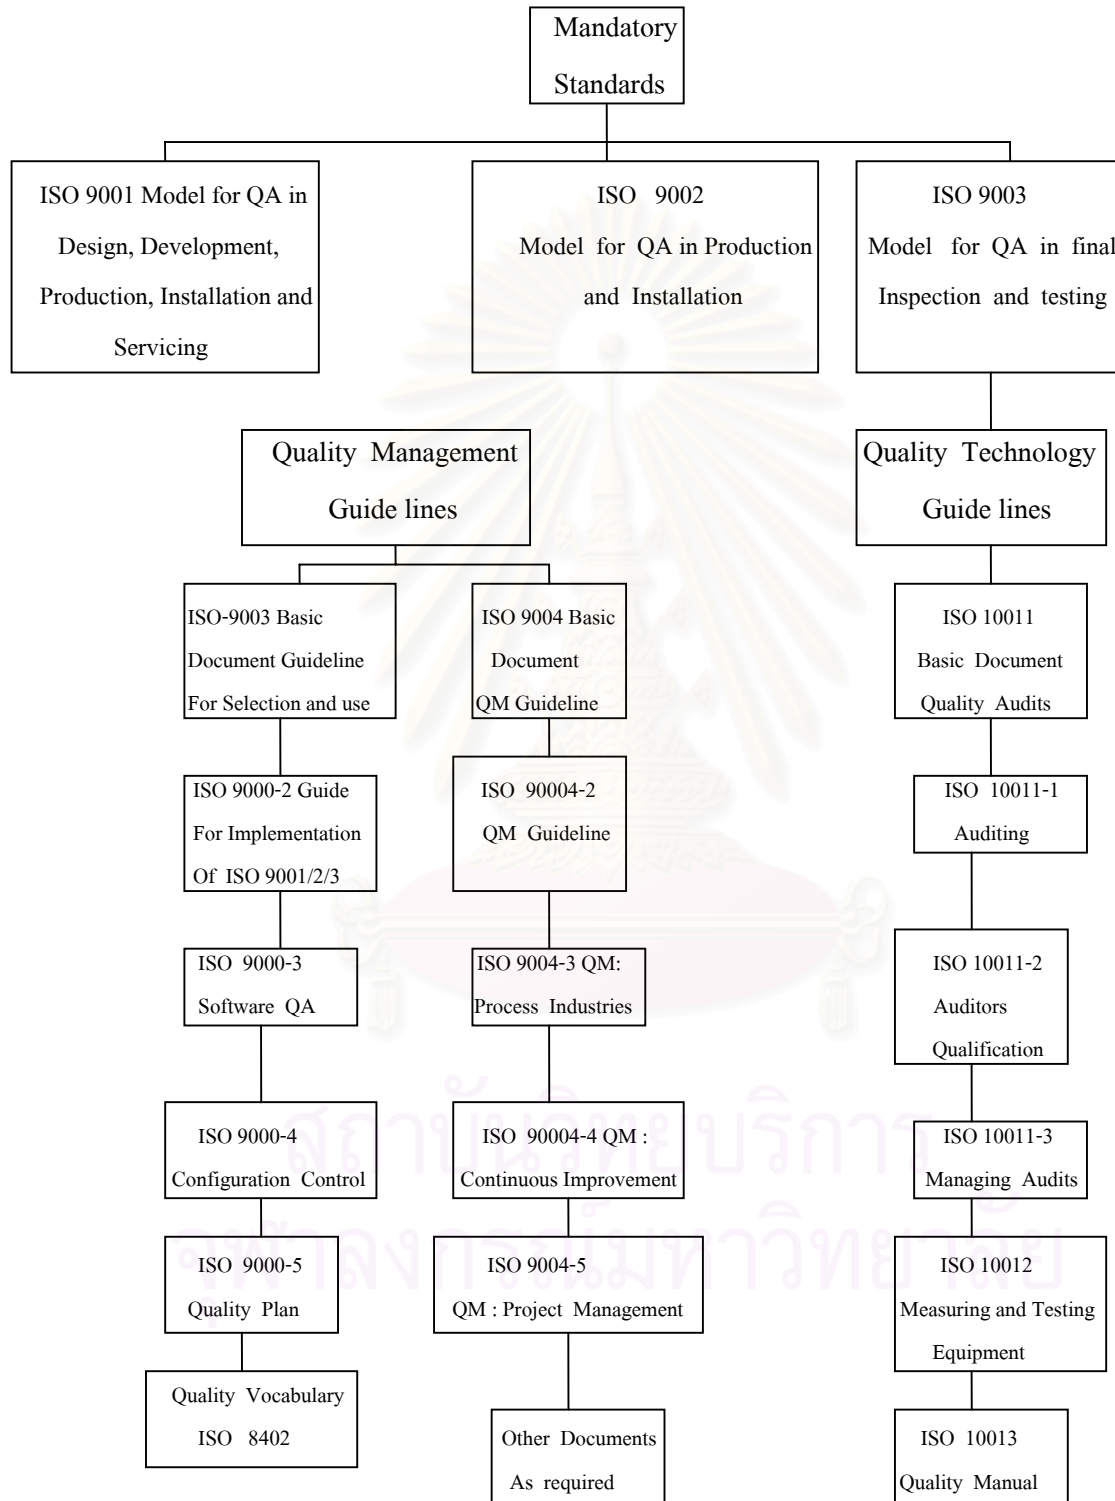 Mandatory
Standards
ISO 9001 Model for QA in
Design, Development,
Production, Installation and
Servicing
ISO 9002
Model for QA in Production
and Installation
ISO 9003
Model for QA in final
Inspection and testing
Quality Management
Guide lines
Quality Technology
Guide lines
ISO-9003 Basic
Document Guideline
For Selection and use
ISO 9004 Basic
Document
QM Guideline
ISO 10011
Basic Document
Quality Audits
ISO 9000-2 Guide
For Implementation
Of ISO 9001/2/3
ISO 90004-2
QM Guideline
ISO 10011-1
Auditing
ISO 9000-3
Software QA
ISO 9004-3 QM:
Process Industries
ISO 10011-2
Auditors
Qualification
ISO 9000-4
Configuration Control
ISO 90004-4 QM :
Continuous Improvement
ISO 10011-3
Managing Audits
ISO 9000-5
Quality Plan
ISO 9004-5
QM : Project Management
ISO 10012
Measuring and Testing
Equipment
Quality Vocabulary
ISO 8402
Other Documents
As required
ISO 10013
Quality Manual
สถาบันวิทยบริการ
จุฬาลงกรณ์มหาวิทยาลัย